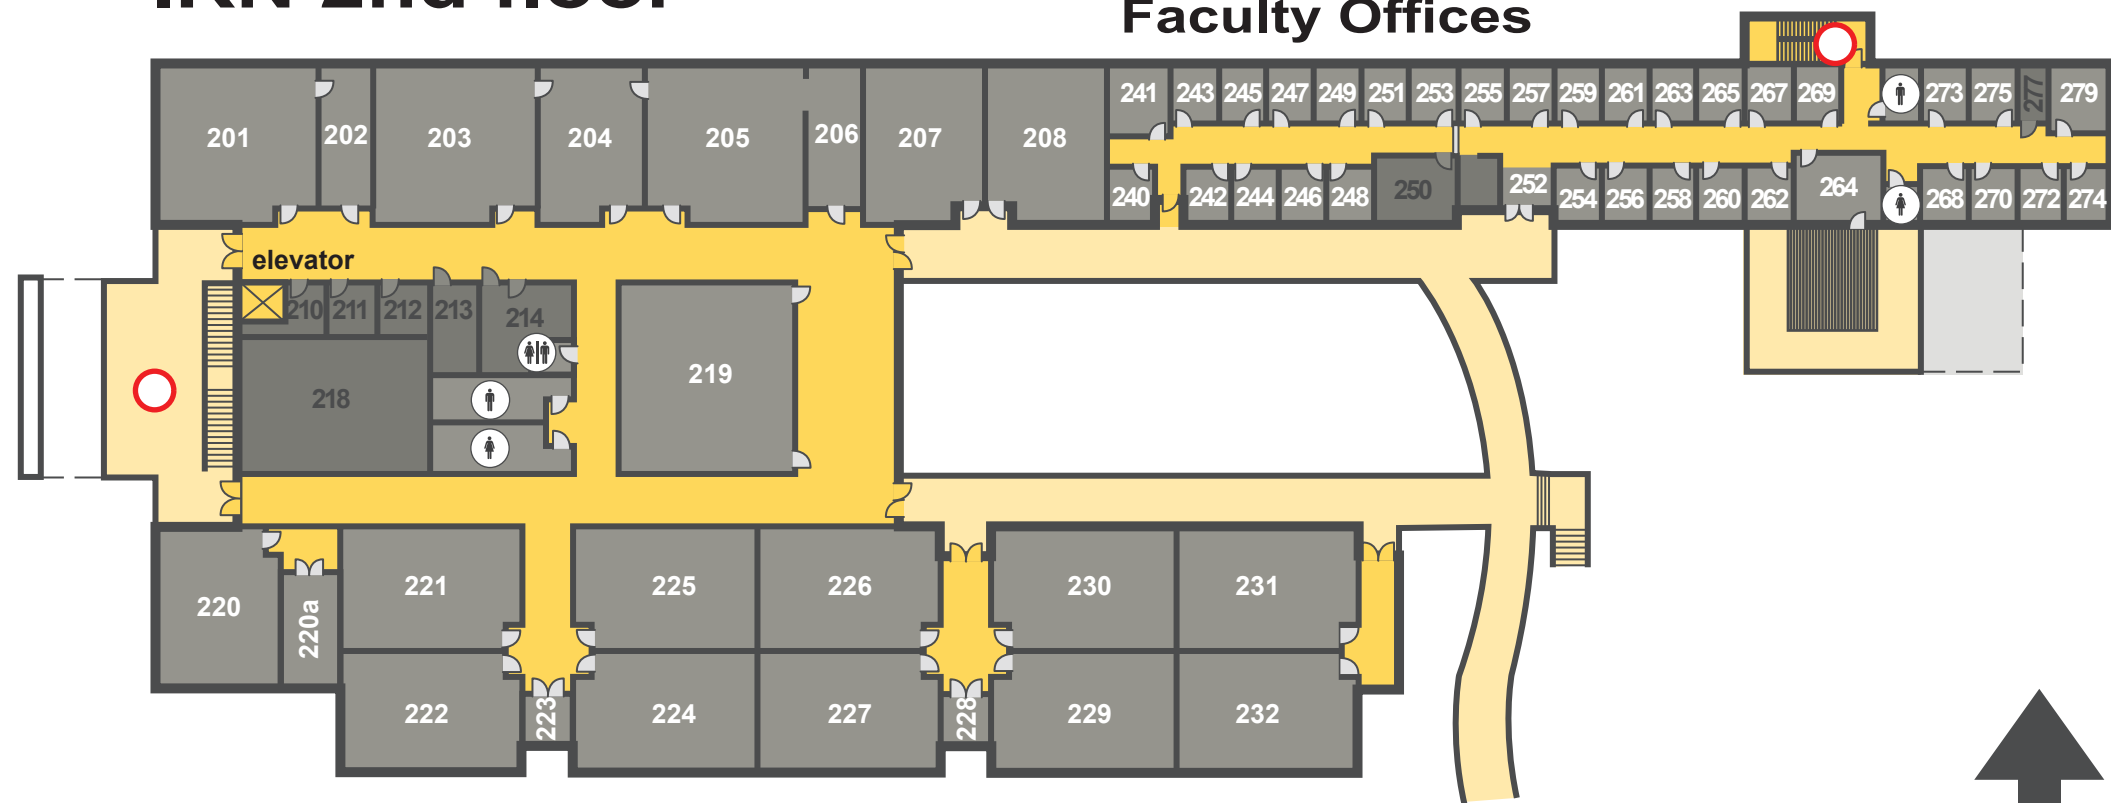 IRN 2nd floor
Faculty Offices
201 202 203 204 205 206 207 208
241 243 245 247 249 251 253 255 257 259 261 263 265 267 269 273 275 277 279
240 242 244 246 248 250 252 254 256 258 260 262 264 268 270 272 274
elevator
210 211 212 213 214
218 219
220 220a 221 225 226 230 231
222 223 224 227 228 229 232